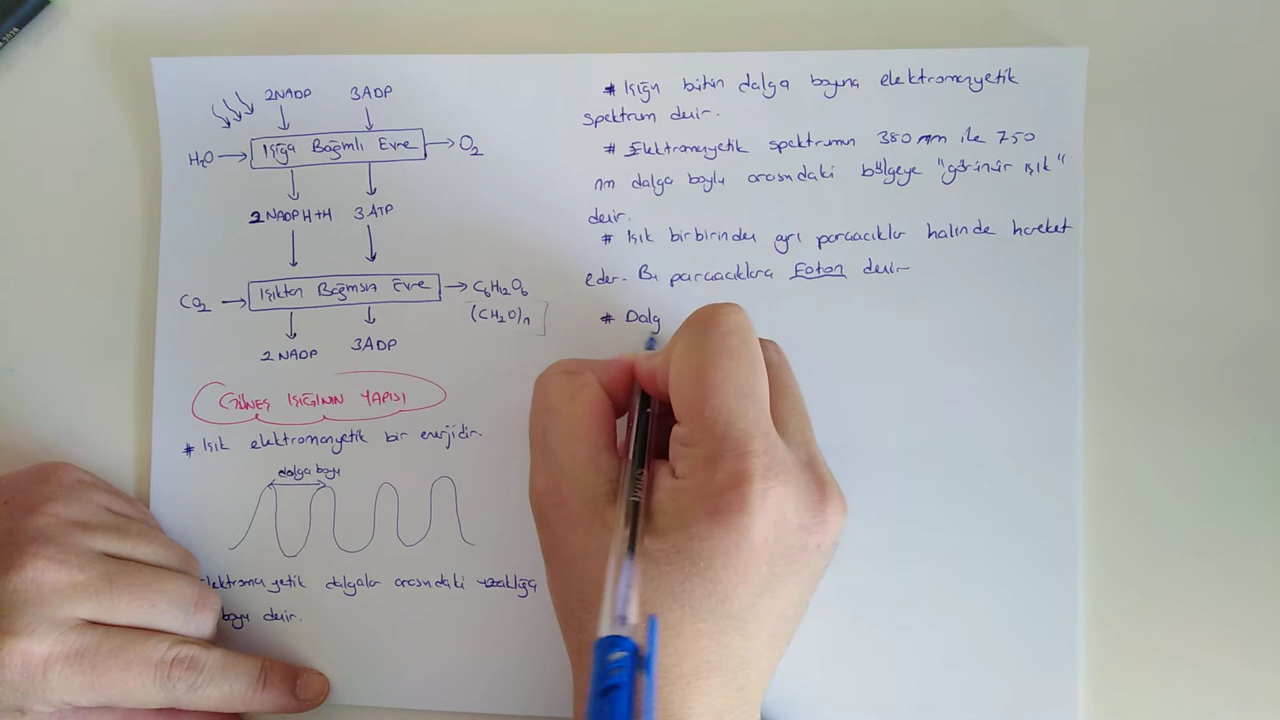 2NADP 3ADP
H₂O Işığa Bağımlı Evre O₂
2NADPH+H 3ATP
CO₂ Işıktan Bağımsız Evre C₆H₁₂O₆
(CH₂O)n
2NADP 3ADP
GÜNEŞ IŞIĞININ YAPISI
* Işık elektromanyetik bir enerjidir.
dalga boyu
elektromanyetik dalgalar arasındaki uzaklığa
boyu denir.
* Işığın bütün dalga boyuna elektromanyetik
spektrum denir.
* Elektromanyetik spektrumun 380 nm ile 750
nm dalga boylu arasındaki bölgeye "görünür ışık"
denir.
* Işık birbirinden ayrı parçacıklar halinde hareket
eder. Bu parçacıklara Foton denir
* Dalg